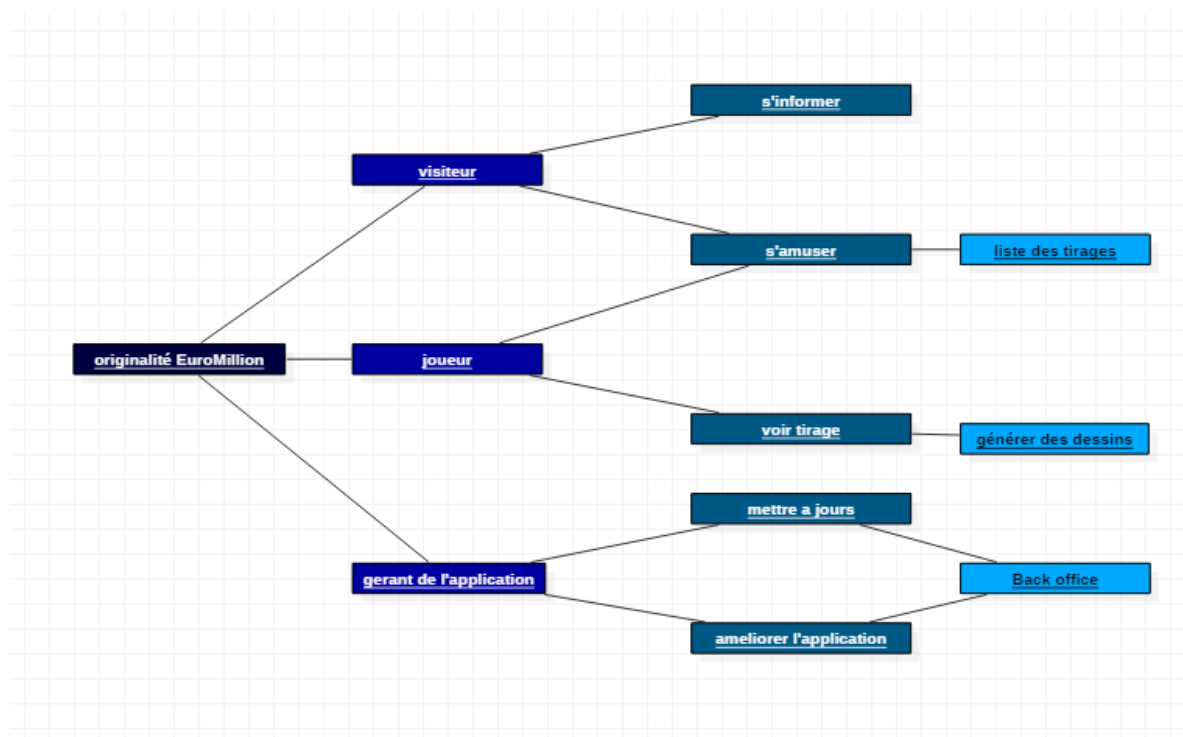 s'informer
visiteur
s'amuser
liste des tirages
originalité EuroMillion
joueur
voir tirage
générer des dessins
mettre a jours
gerant de l'application
Back office
ameliorer l'application